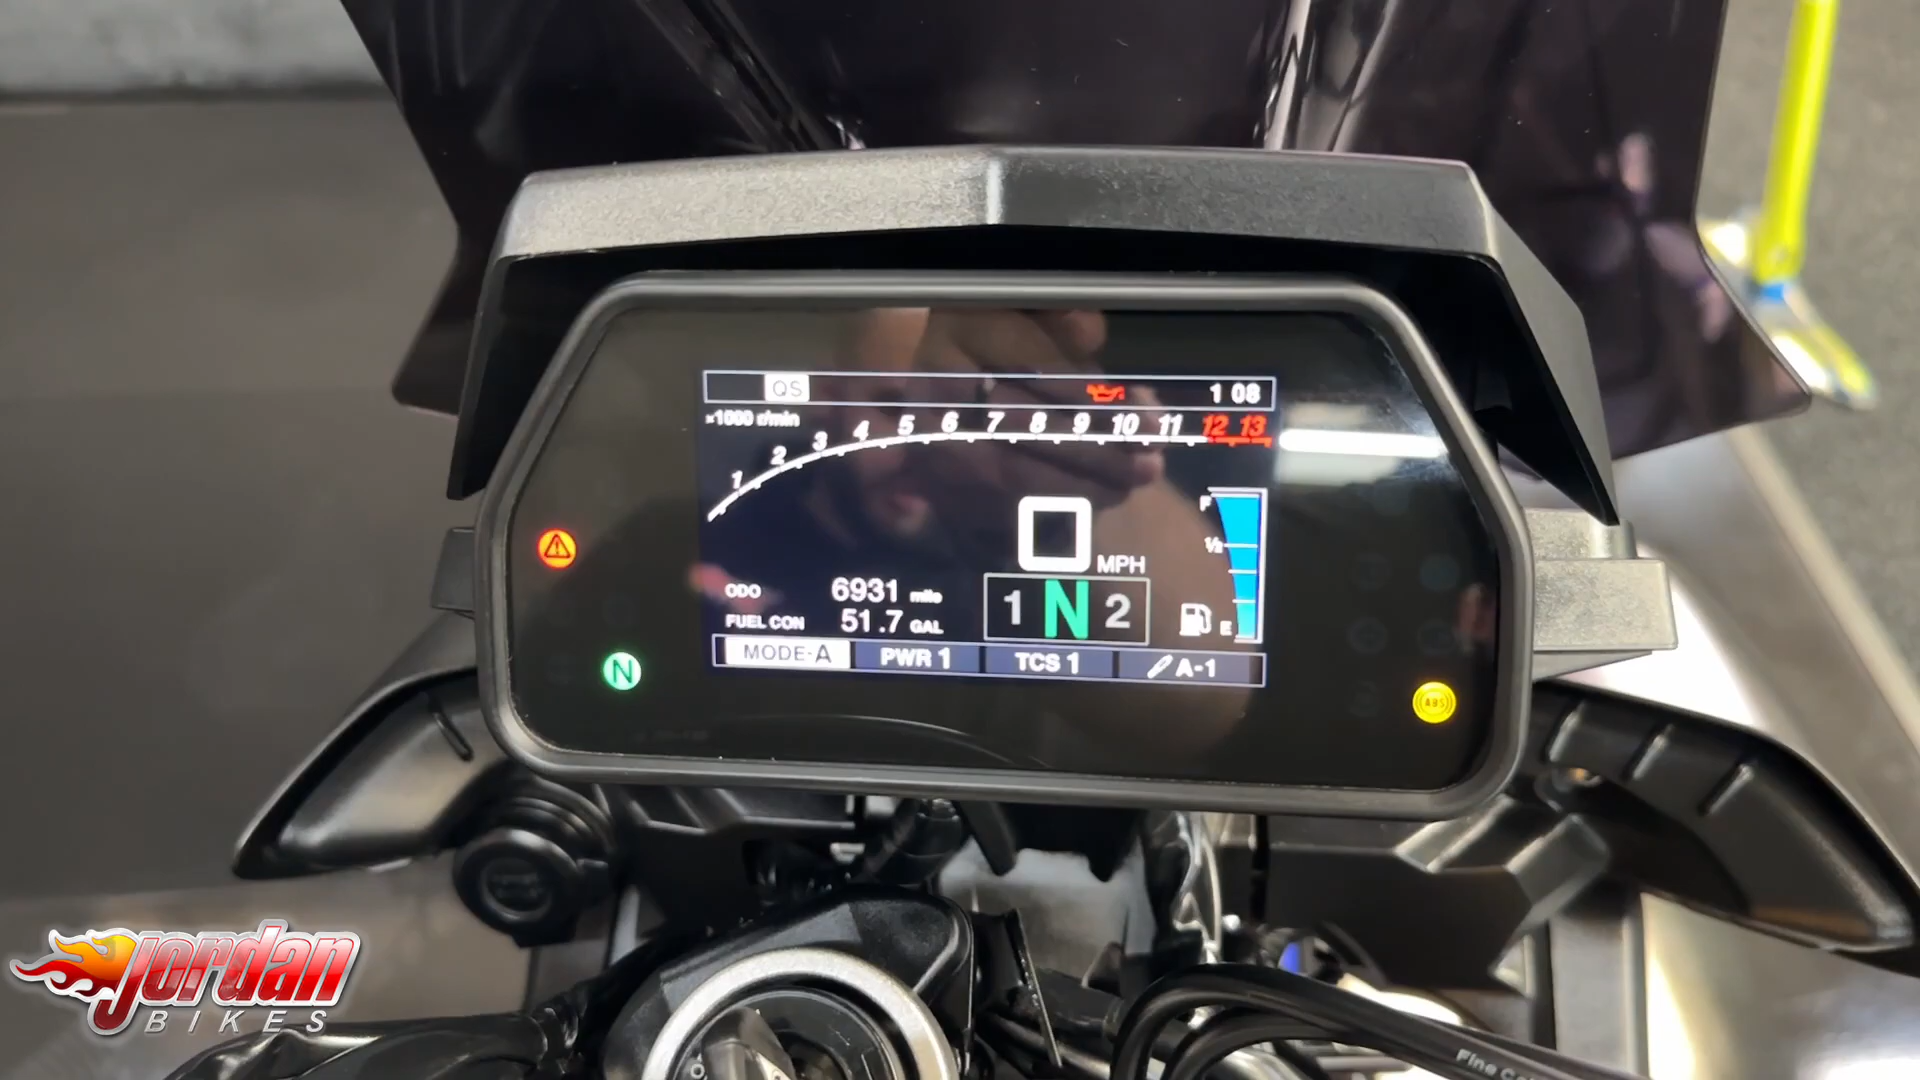 QS 1 08
×1000 r/min
1 2 3 4 5 6 7 8 9 10 11 12 13
F
0 MPH
1/2
ODO 6931 mile
1 N 2
FUEL CON 51.7 GAL
E
MODE-A PWR 1 TCS 1 A-1
N
ABS
Jordan
BIKES